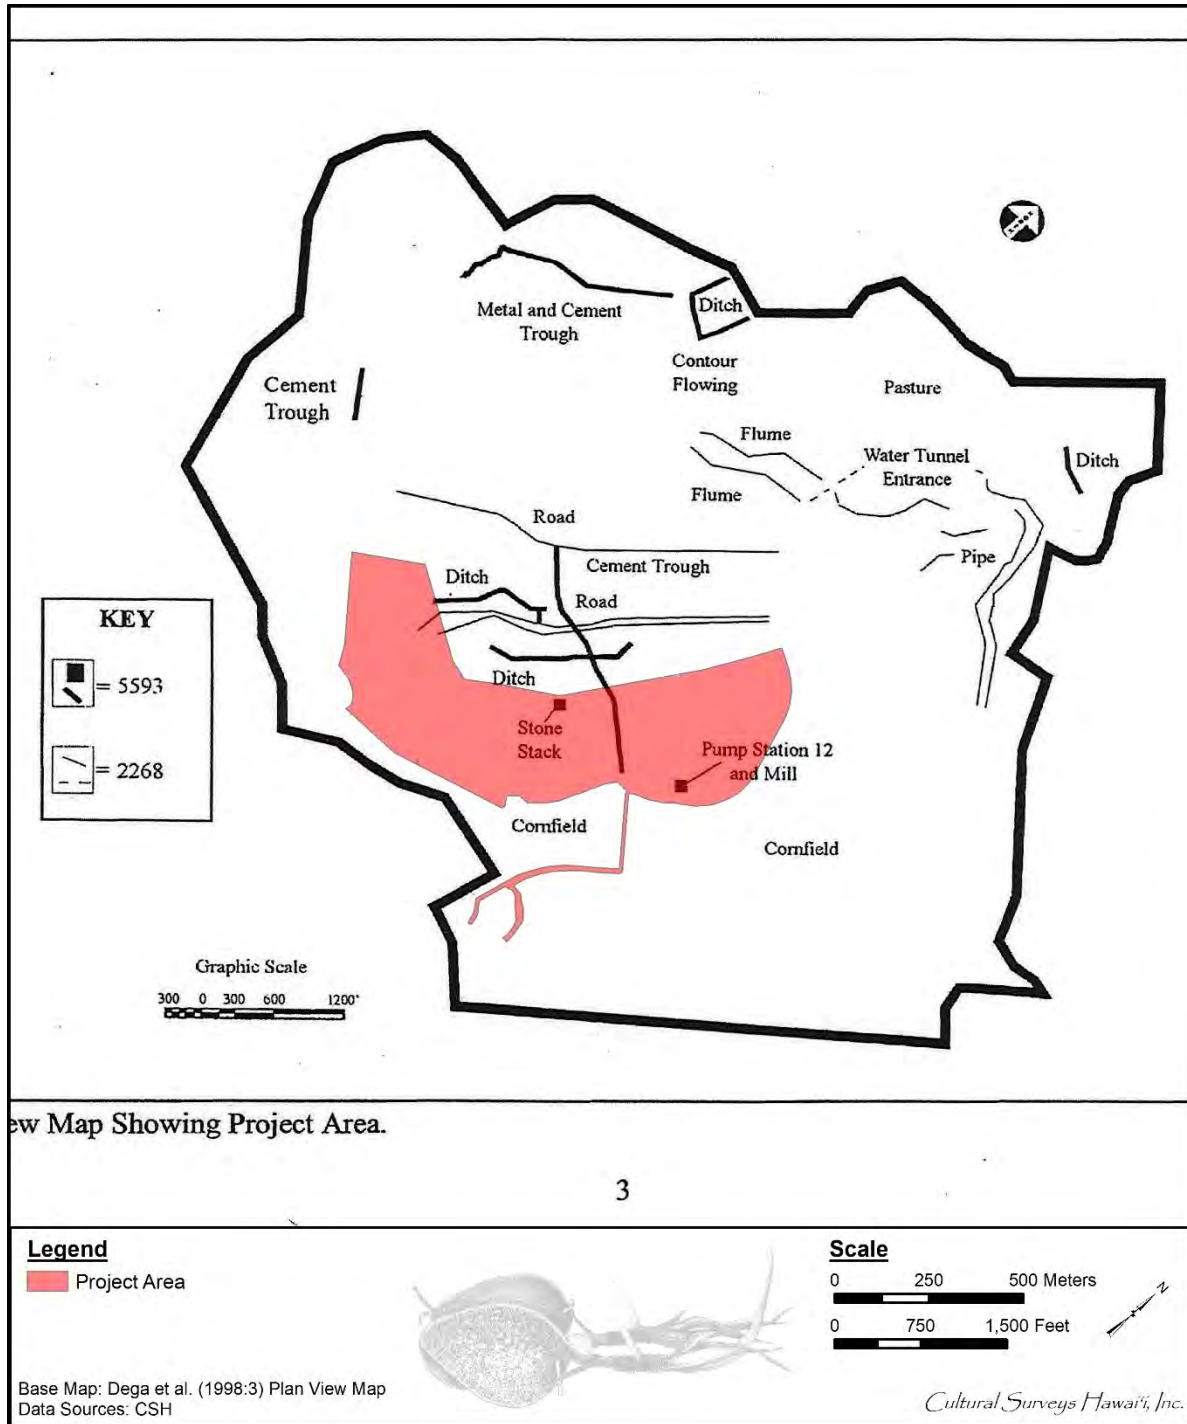 Metal and Cement
Trough
Ditch
Contour
Flowing
Cement
Trough
Pasture
Flume
Water Tunnel
Entrance
Ditch
Flume
Road
Pipe
Cement Trough
Ditch
Road
KEY
= 5593
= 2268
Ditch
Stone
Stack
Pump Station 12
and Mill
Cornfield
Cornfield
Graphic Scale
300 0 300 600 1200'
ew Map Showing Project Area.
3
Legend
Project Area
Scale
0 250 500 Meters
0 750 1,500 Feet
N
Base Map: Dega et al. (1998:3) Plan View Map
Data Sources: CSH
Cultural Surveys Hawai‘i, Inc.